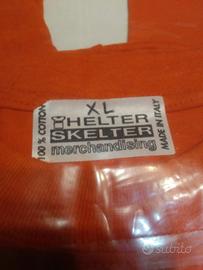 XL
HELTER
SKELTER
merchandising
100% COTTON
MADE IN ITALY
subito